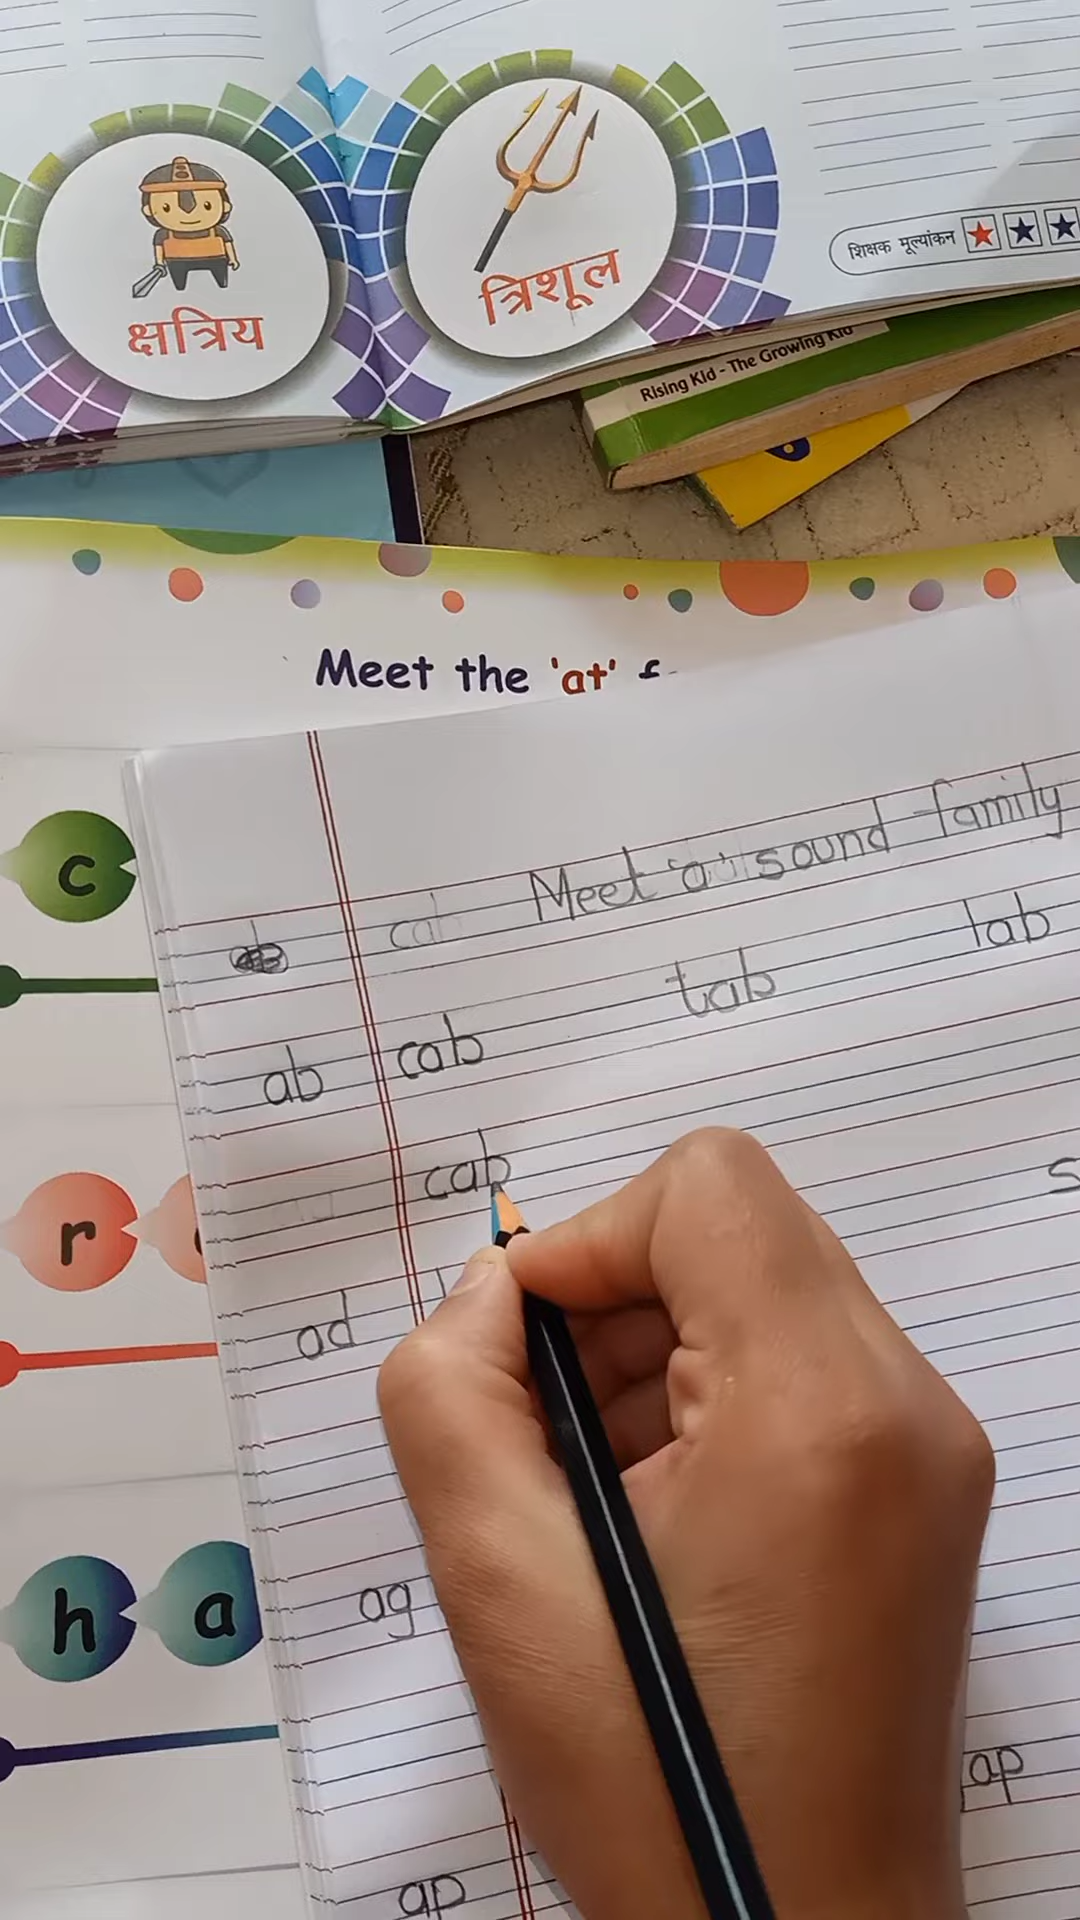 क्षत्रिय
त्रिशूल
शिक्षक मूल्यांकन
Rising Kid - The Growing Kid
Meet the 'at' f
c
Meet 'a' sound family
cab
ab cab tab lab
cab
r
s
ad
h a
ag
ap
ap